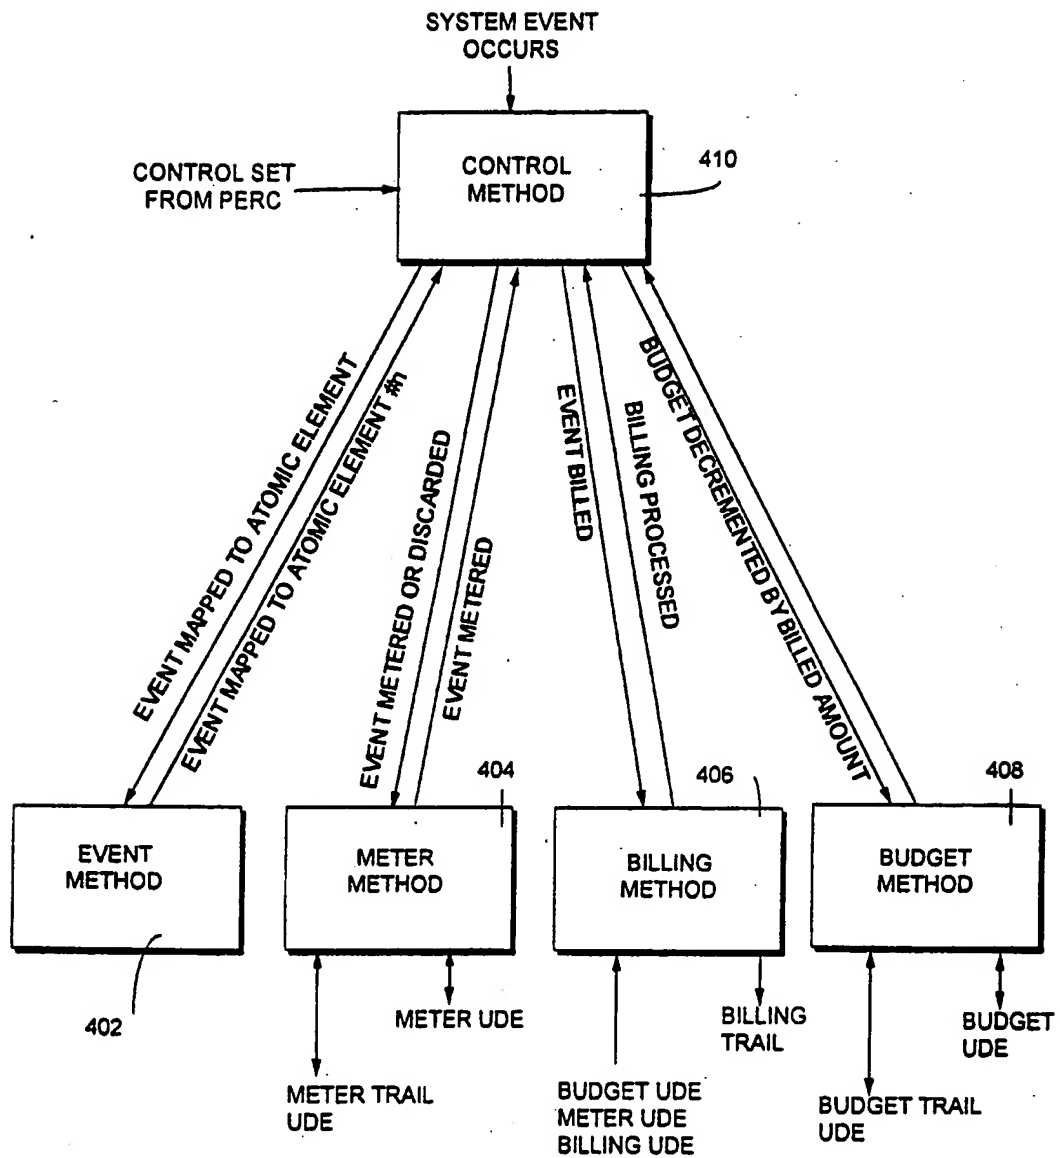 SYSTEM EVENT
OCCURS
CONTROL
METHOD
410
CONTROL SET
FROM PERC
EVENT MAPPED TO ATOMIC ELEMENT
EVENT MAPPED TO ATOMIC ELEMENT #n
EVENT METERED OR DISCARDED
EVENT METERED
EVENT BILLED
BILLING PROCESSED
BUDGET DECREMENTED BY BILLED AMOUNT
404
406
408
EVENT
METHOD
METER
METHOD
BILLING
METHOD
BUDGET
METHOD
402
METER UDE
BILLING
TRAIL
BUDGET
UDE
METER TRAIL
UDE
BUDGET UDE
METER UDE
BILLING UDE
BUDGET TRAIL
UDE